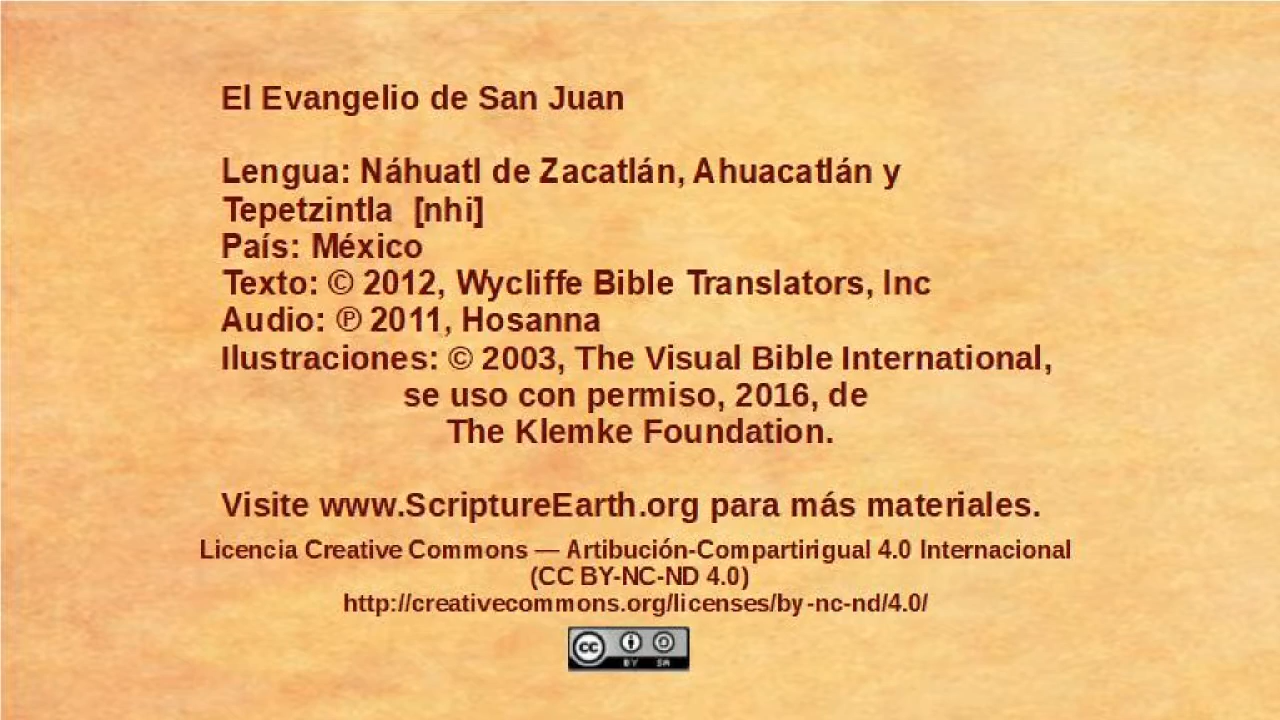 El Evangelio de San Juan
Lengua: Náhuatl de Zacatlán, Ahuacatlán y
Tepetzintla [nhi]
País: México
Texto: © 2012, Wycliffe Bible Translators, Inc
Audio: ℗ 2011, Hosanna
Ilustraciones: © 2003, The Visual Bible International,
se uso con permiso, 2016, de
The Klemke Foundation.
Visite www.ScriptureEarth.org para más materiales.
Licencia Creative Commons — Artibución-Compartirigual 4.0 Internacional
(CC BY-NC-ND 4.0)
http://creativecommons.org/licenses/by-nc-nd/4.0/
cc BY SA